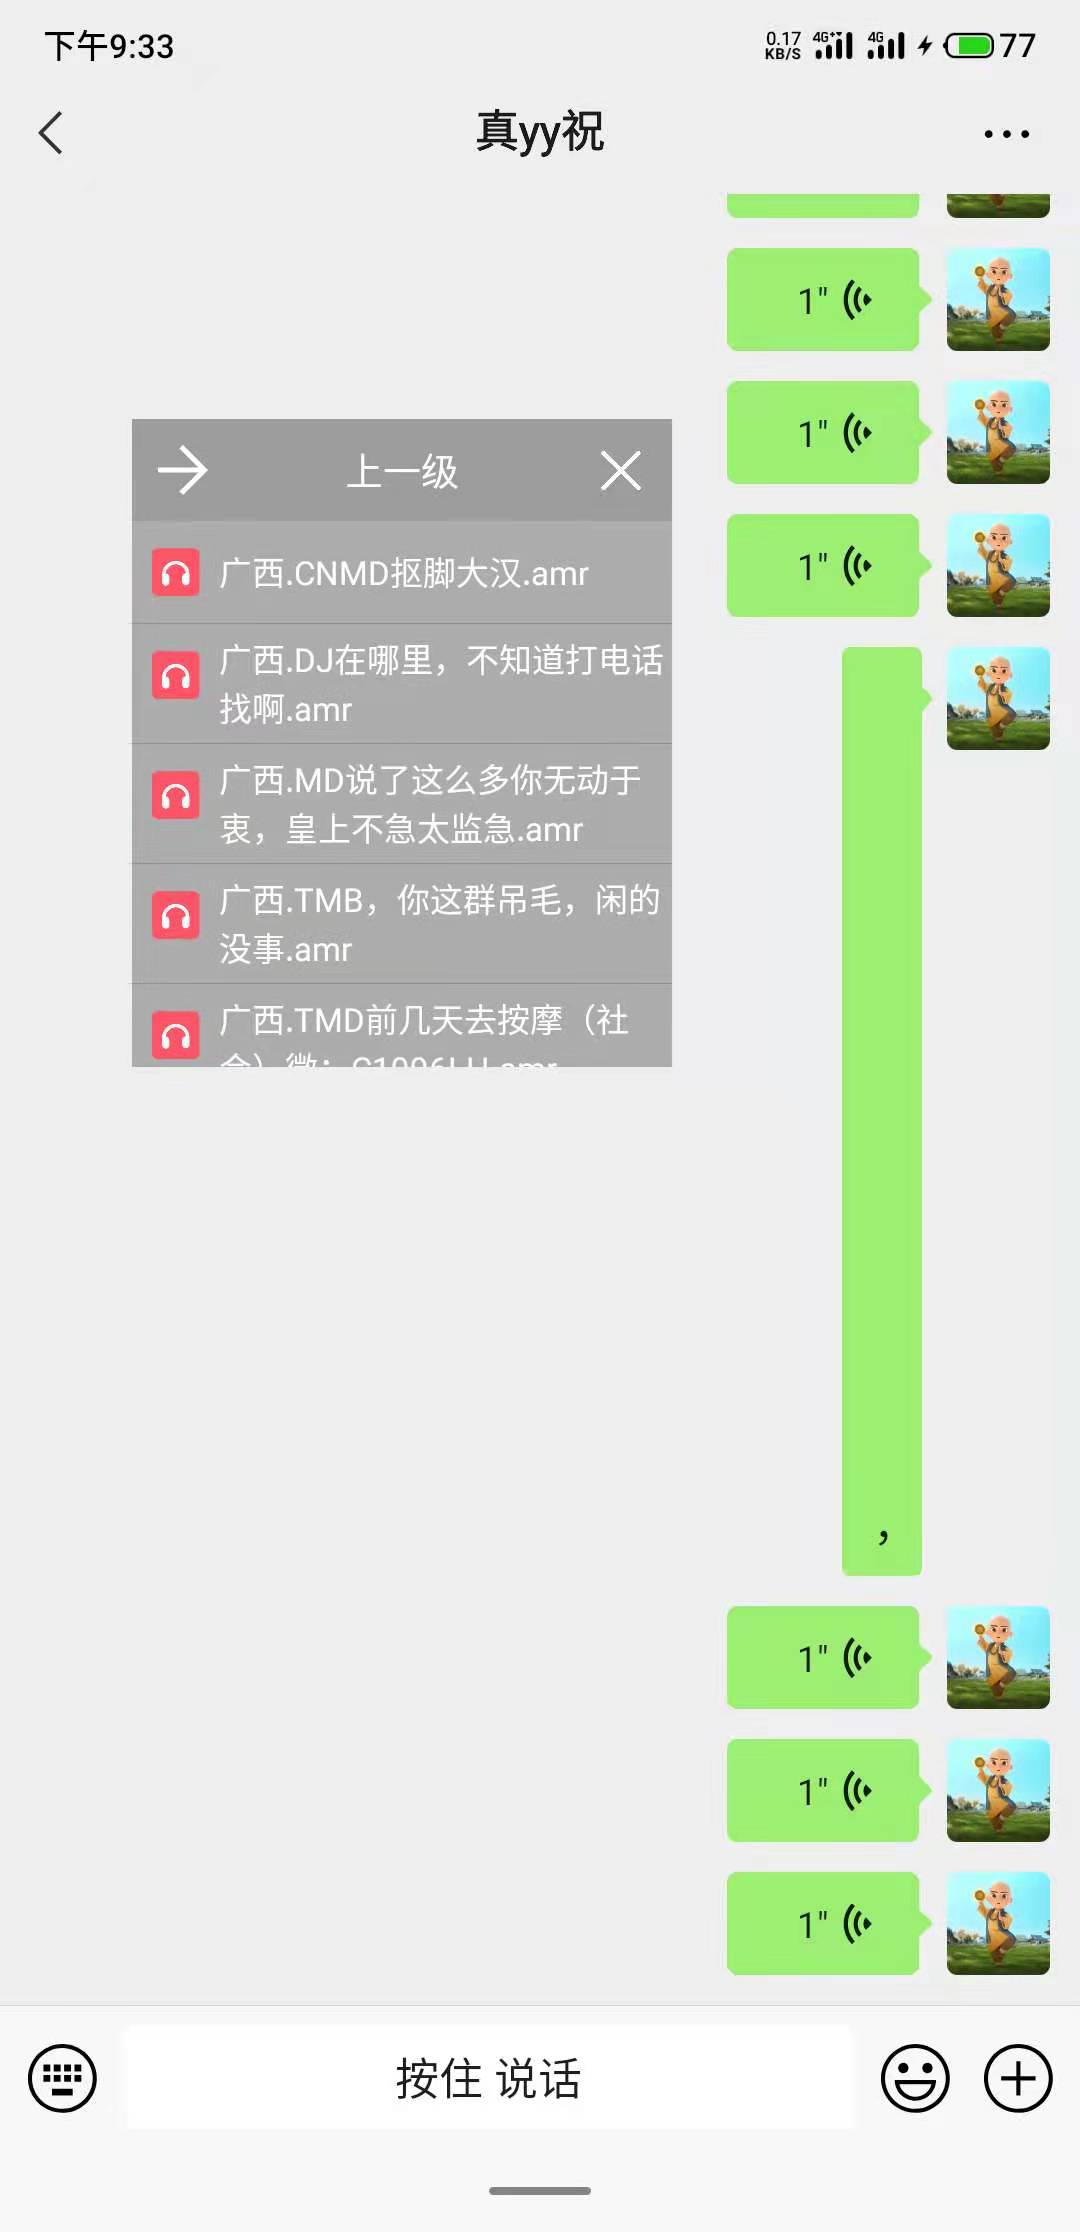 下午9:33
0.17
KB/S
4G+
4G
77
真yy祝
1"
1"
1"
上一级
广西.CNMD抠脚大汉.amr
广西.DJ在哪里，不知道打电话
找啊.amr
广西.MD说了这么多你无动于
衷，皇上不急太监急.amr
广西.TMB，你这群吊毛，闲的
没事.amr
广西.TMD前几天去按摩（社
，
1"
1"
1"
按住 说话